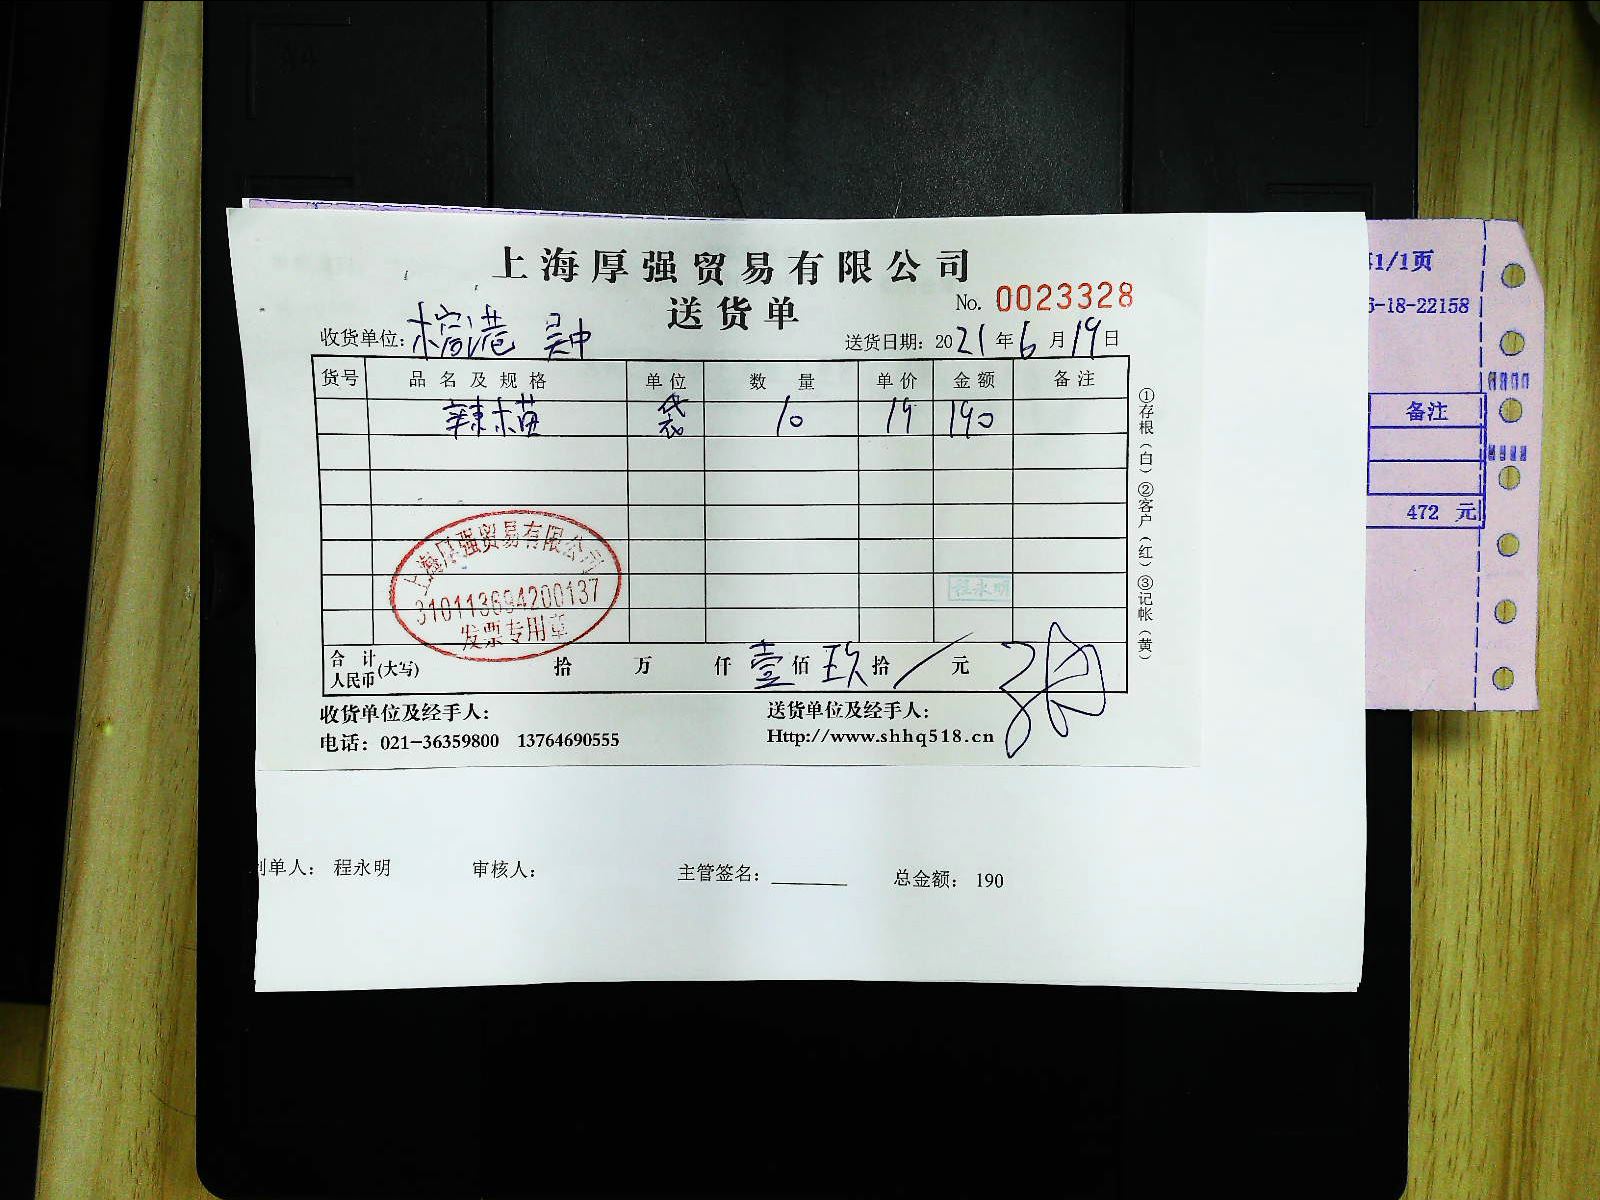 上海厚强贸易有限公司
送货单
No. 0023328
收货单位: 港 吴中
送货日期: 2021年6月19日
货号 品名及规格 单位 数量 单价 金额 备注
辣 袋 10 19 190
上海厚强贸易有限公司
310113694200137
发票专用章
程永明
合计人民币(大写) 拾 万 仟 壹 佰 玖 拾 / 元
收货单位及经手人:
送货单位及经手人:
电话: 021-36359800 13764690555
Http://www.shhq518.cn
①存根(白)②客户(红)③记帐(黄)
制单人: 程永明 审核人: 主管签名: 总金额: 190
1/1页
-18-22158
备注
472 元